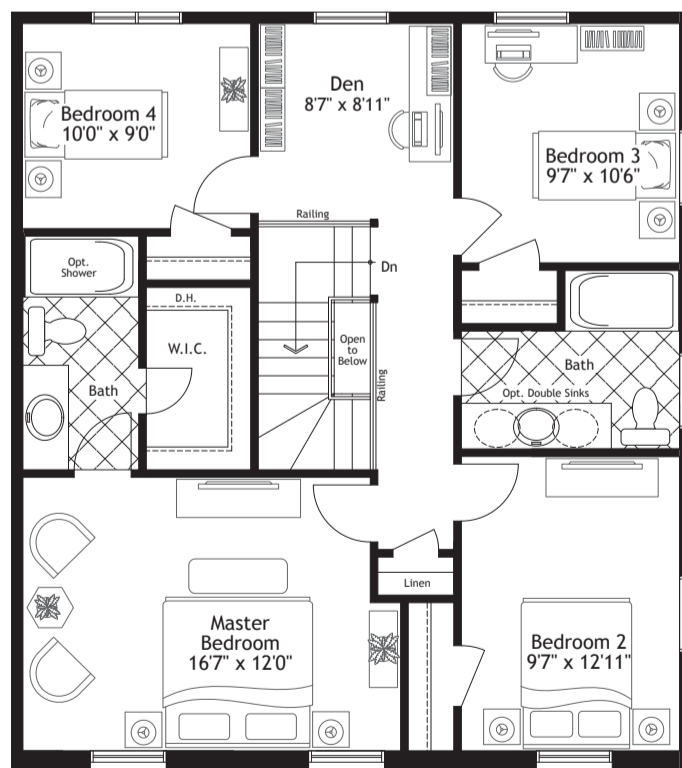 Bedroom 4
10'0" x 9'0"
Den
8'7" x 8'11"
Bedroom 3
9'7" x 10'6"
Railing
Opt.
Shower
Dn
D.H.
W.I.C.
Open
to
Below
Railing
Bath
Bath
Opt. Double Sinks
Linen
Master
Bedroom
16'7" x 12'0"
Bedroom 2
9'7" x 12'11"